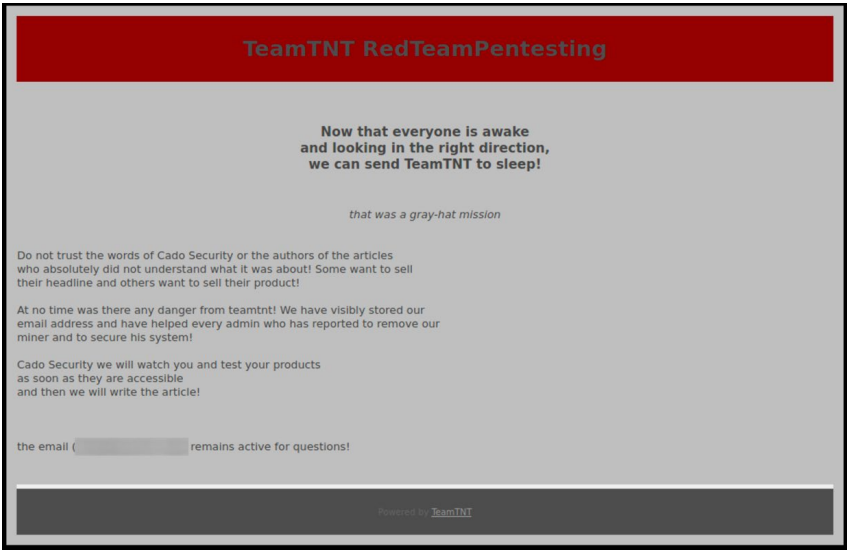 TeamTNT RedTeamPentesting
Now that everyone is awake
and looking in the right direction,
we can send TeamTNT to sleep!
that was a gray-hat mission
Do not trust the words of Cado Security or the authors of the articles
who absolutely did not understand what it was about! Some want to sell
their headline and others want to sell their product!
At no time was there any danger from teamtnt! We have visibly stored our
email address and have helped every admin who has reported to remove our
miner and to secure his system!
Cado Security we will watch you and test your products
as soon as they are accessible
and then we will write the article!
the email ( remains active for questions!
Powered by TeamTNT